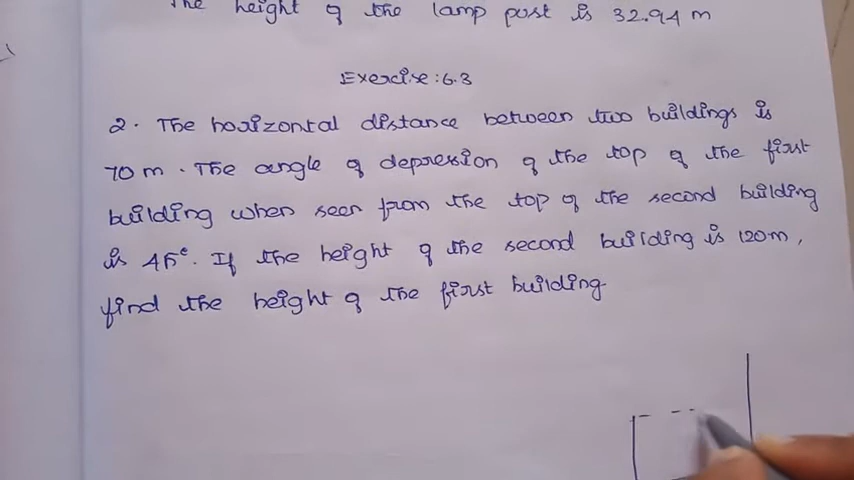 The height of the lamp post is 32.94 m
Exercise: 6.3
2. The horizontal distance between two buildings is
70 m. The angle of depression of the top of the first
building when seen from the top of the second building
is 45°. If the height of the second building is 120m,
find the height of the first building.